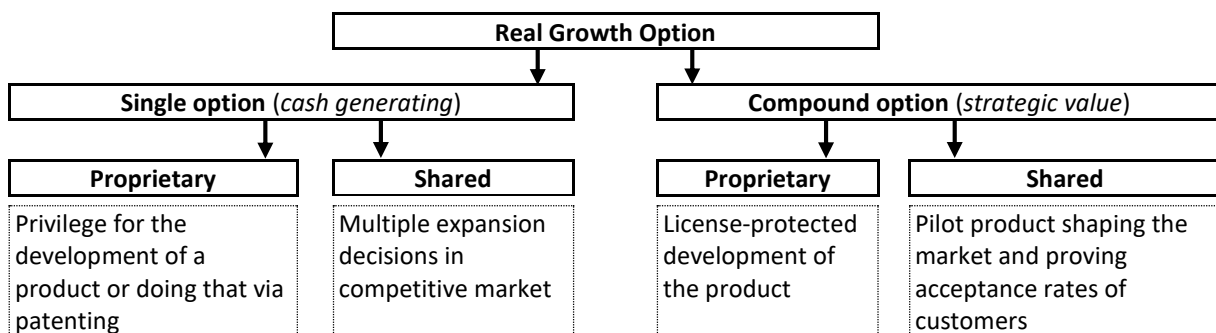 Real Growth Option
Single option (cash generating)
Compound option (strategic value)
Proprietary
Shared
Proprietary
Shared
Privilege for the
development of a
product or doing that via
patenting
Multiple expansion
decisions in
competitive market
License-protected
development of
the product
Pilot product shaping the
market and proving
acceptance rates of
customers